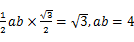 ½ab × √3/2 = √3, ab = 4